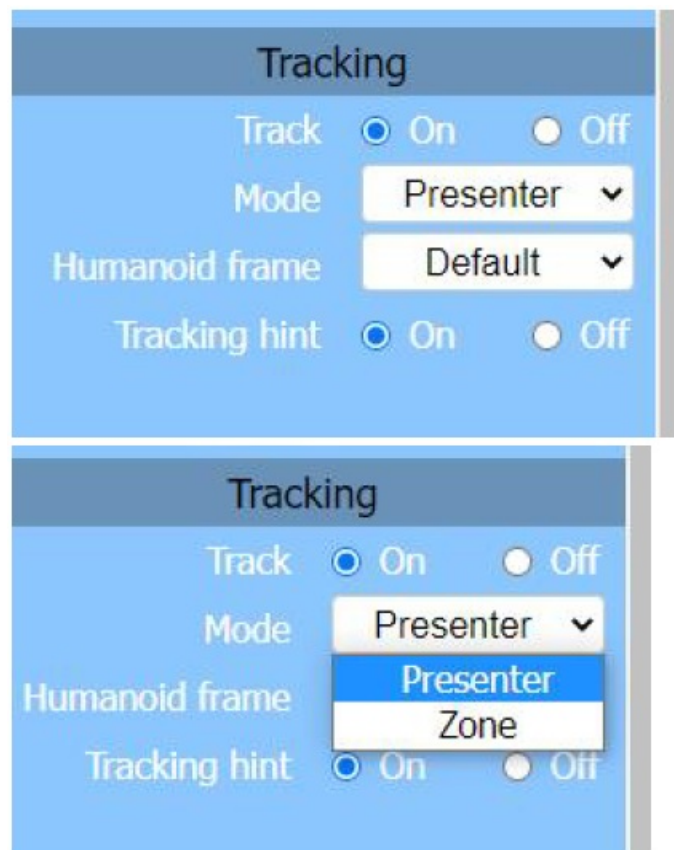 Tracking
Track On Off
Mode Presenter
Humanoid frame Default
Tracking hint On Off
Tracking
Track On Off
Mode Presenter
Presenter
Humanoid frame
Zone
Tracking hint On Off